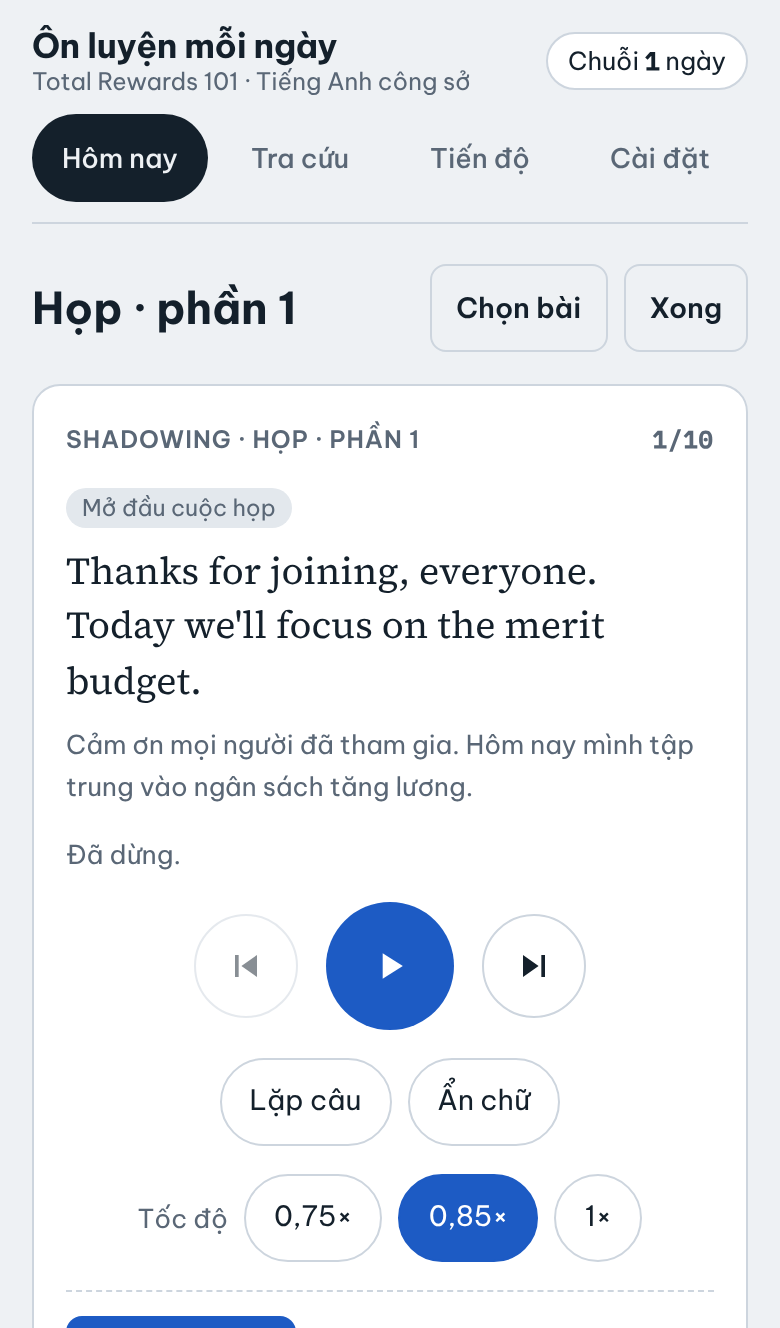 Ôn luyện mỗi ngày
Total Rewards 101 · Tiếng Anh công sở
Chuỗi 1 ngày
Hôm nay
Tra cứu
Tiến độ
Cài đặt
Họp · phần 1
Chọn bài
Xong
SHADOWING · HỌP · PHẦN 1
1/10
Mở đầu cuộc họp
Thanks for joining, everyone.
Today we'll focus on the merit
budget.
Cảm ơn mọi người đã tham gia. Hôm nay mình tập
trung vào ngân sách tăng lương.
Đã dừng.
Lặp câu
Ẩn chữ
Tốc độ
0,75×
0,85×
1×